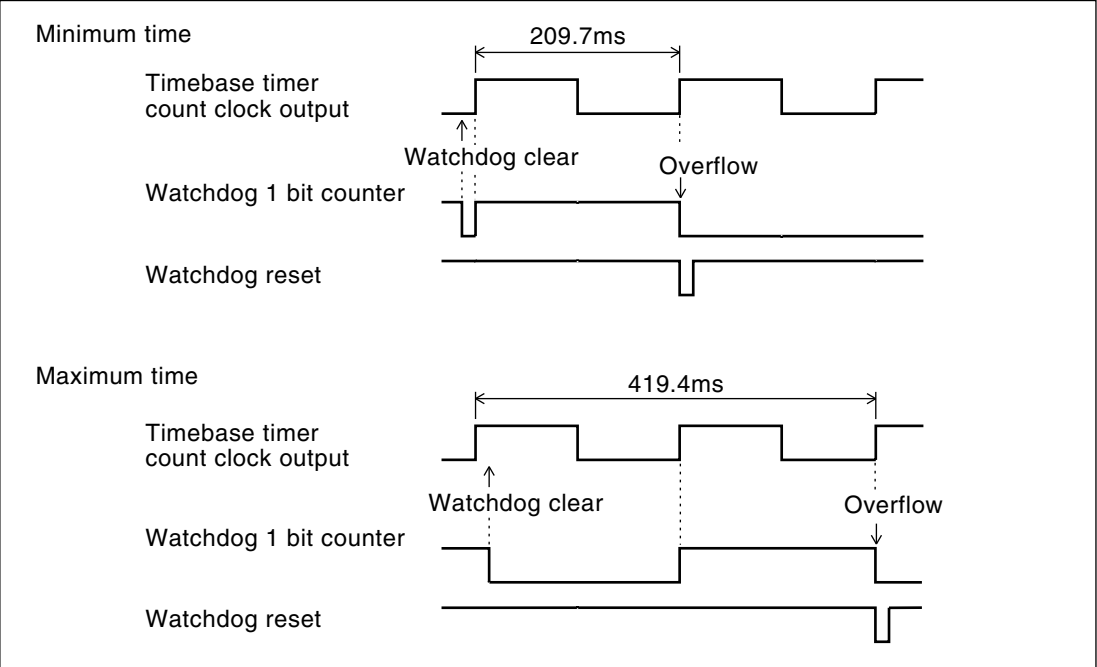 Minimum time
209.7ms
Timebase timer
count clock output
Watchdog clear
Overflow
Watchdog 1 bit counter
Watchdog reset
Maximum time
419.4ms
Timebase timer
count clock output
Watchdog clear
Overflow
Watchdog 1 bit counter
Watchdog reset